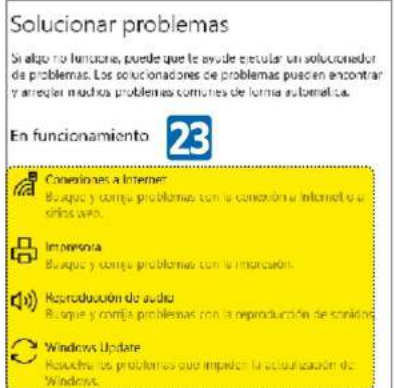 Solucionar problemas
Si algo no funciona, puede que te ayude ejecutar un solucionador
de problemas. Los solucionadores de problemas pueden encontrar
y arreglar muchos problemas comunes de forma automática.
En funcionamiento 23
Conexiones a Internet
Busque y corrija problemas con la conexión a Internet o a
sitios web.
Impresora
Busque y corrija problemas con la impresión.
Reproducción de audio
Busque y corrija problemas con la reproducción de sonidos
Windows Update
Resuelva los problemas que impiden la actualización de
Windows.